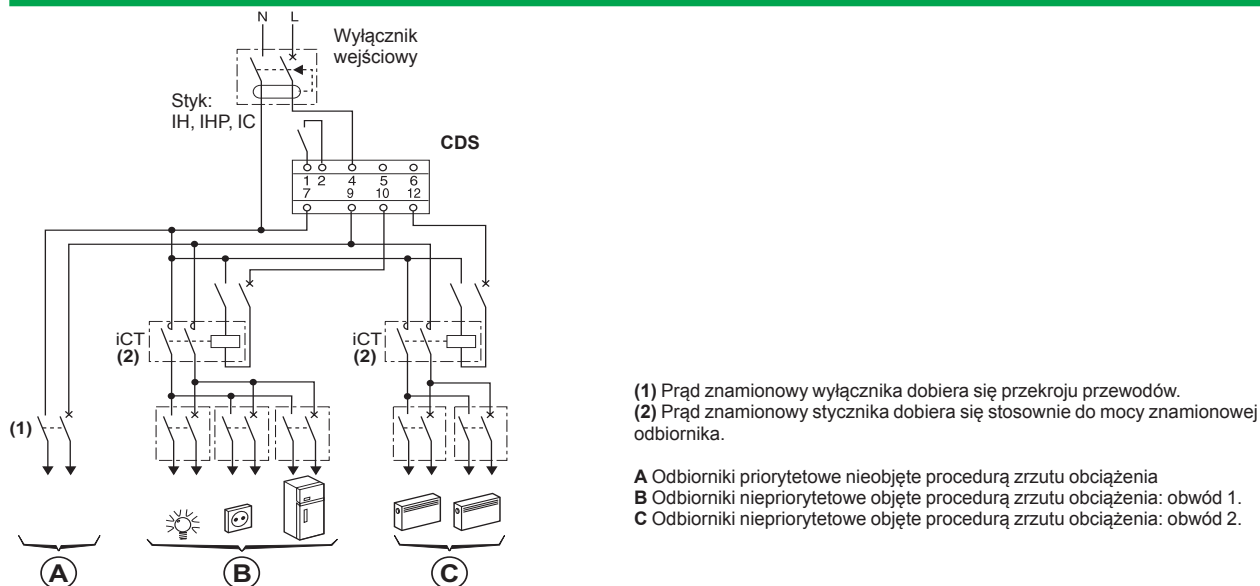 N L
Wyłącznik
wejściowy
Styk:
IH, IHP, IC
CDS
1 2 4 5 6
7 9 10 12
iCT
(2)
iCT
(2)
(1)
(1) Prąd znamionowy wyłącznika dobiera się przekroju przewodów.
(2) Prąd znamionowy stycznika dobiera się stosownie do mocy znamionowej
odbiornika.
A Odbiorniki priorytetowe nieobjęte procedurą zrzutu obciążenia
B Odbiorniki niepriorytetowe objęte procedurą zrzutu obciążenia: obwód 1.
C Odbiorniki niepriorytetowe objęte procedurą zrzutu obciążenia: obwód 2.
A B C